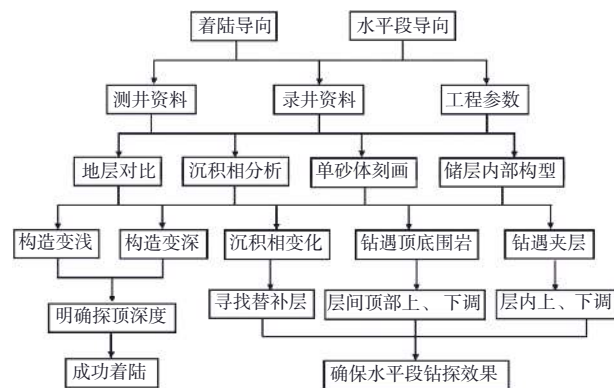 着陆导向
水平段导向
测井资料
录井资料
工程参数
地层对比
沉积相分析
单砂体刻画
储层内部构型
构造变浅
构造变深
沉积相变化
钻遇顶底围岩
钻遇夹层
明确探顶深度
寻找替补层
层间顶部上、下调
层内上、下调
成功着陆
确保水平段钻探效果